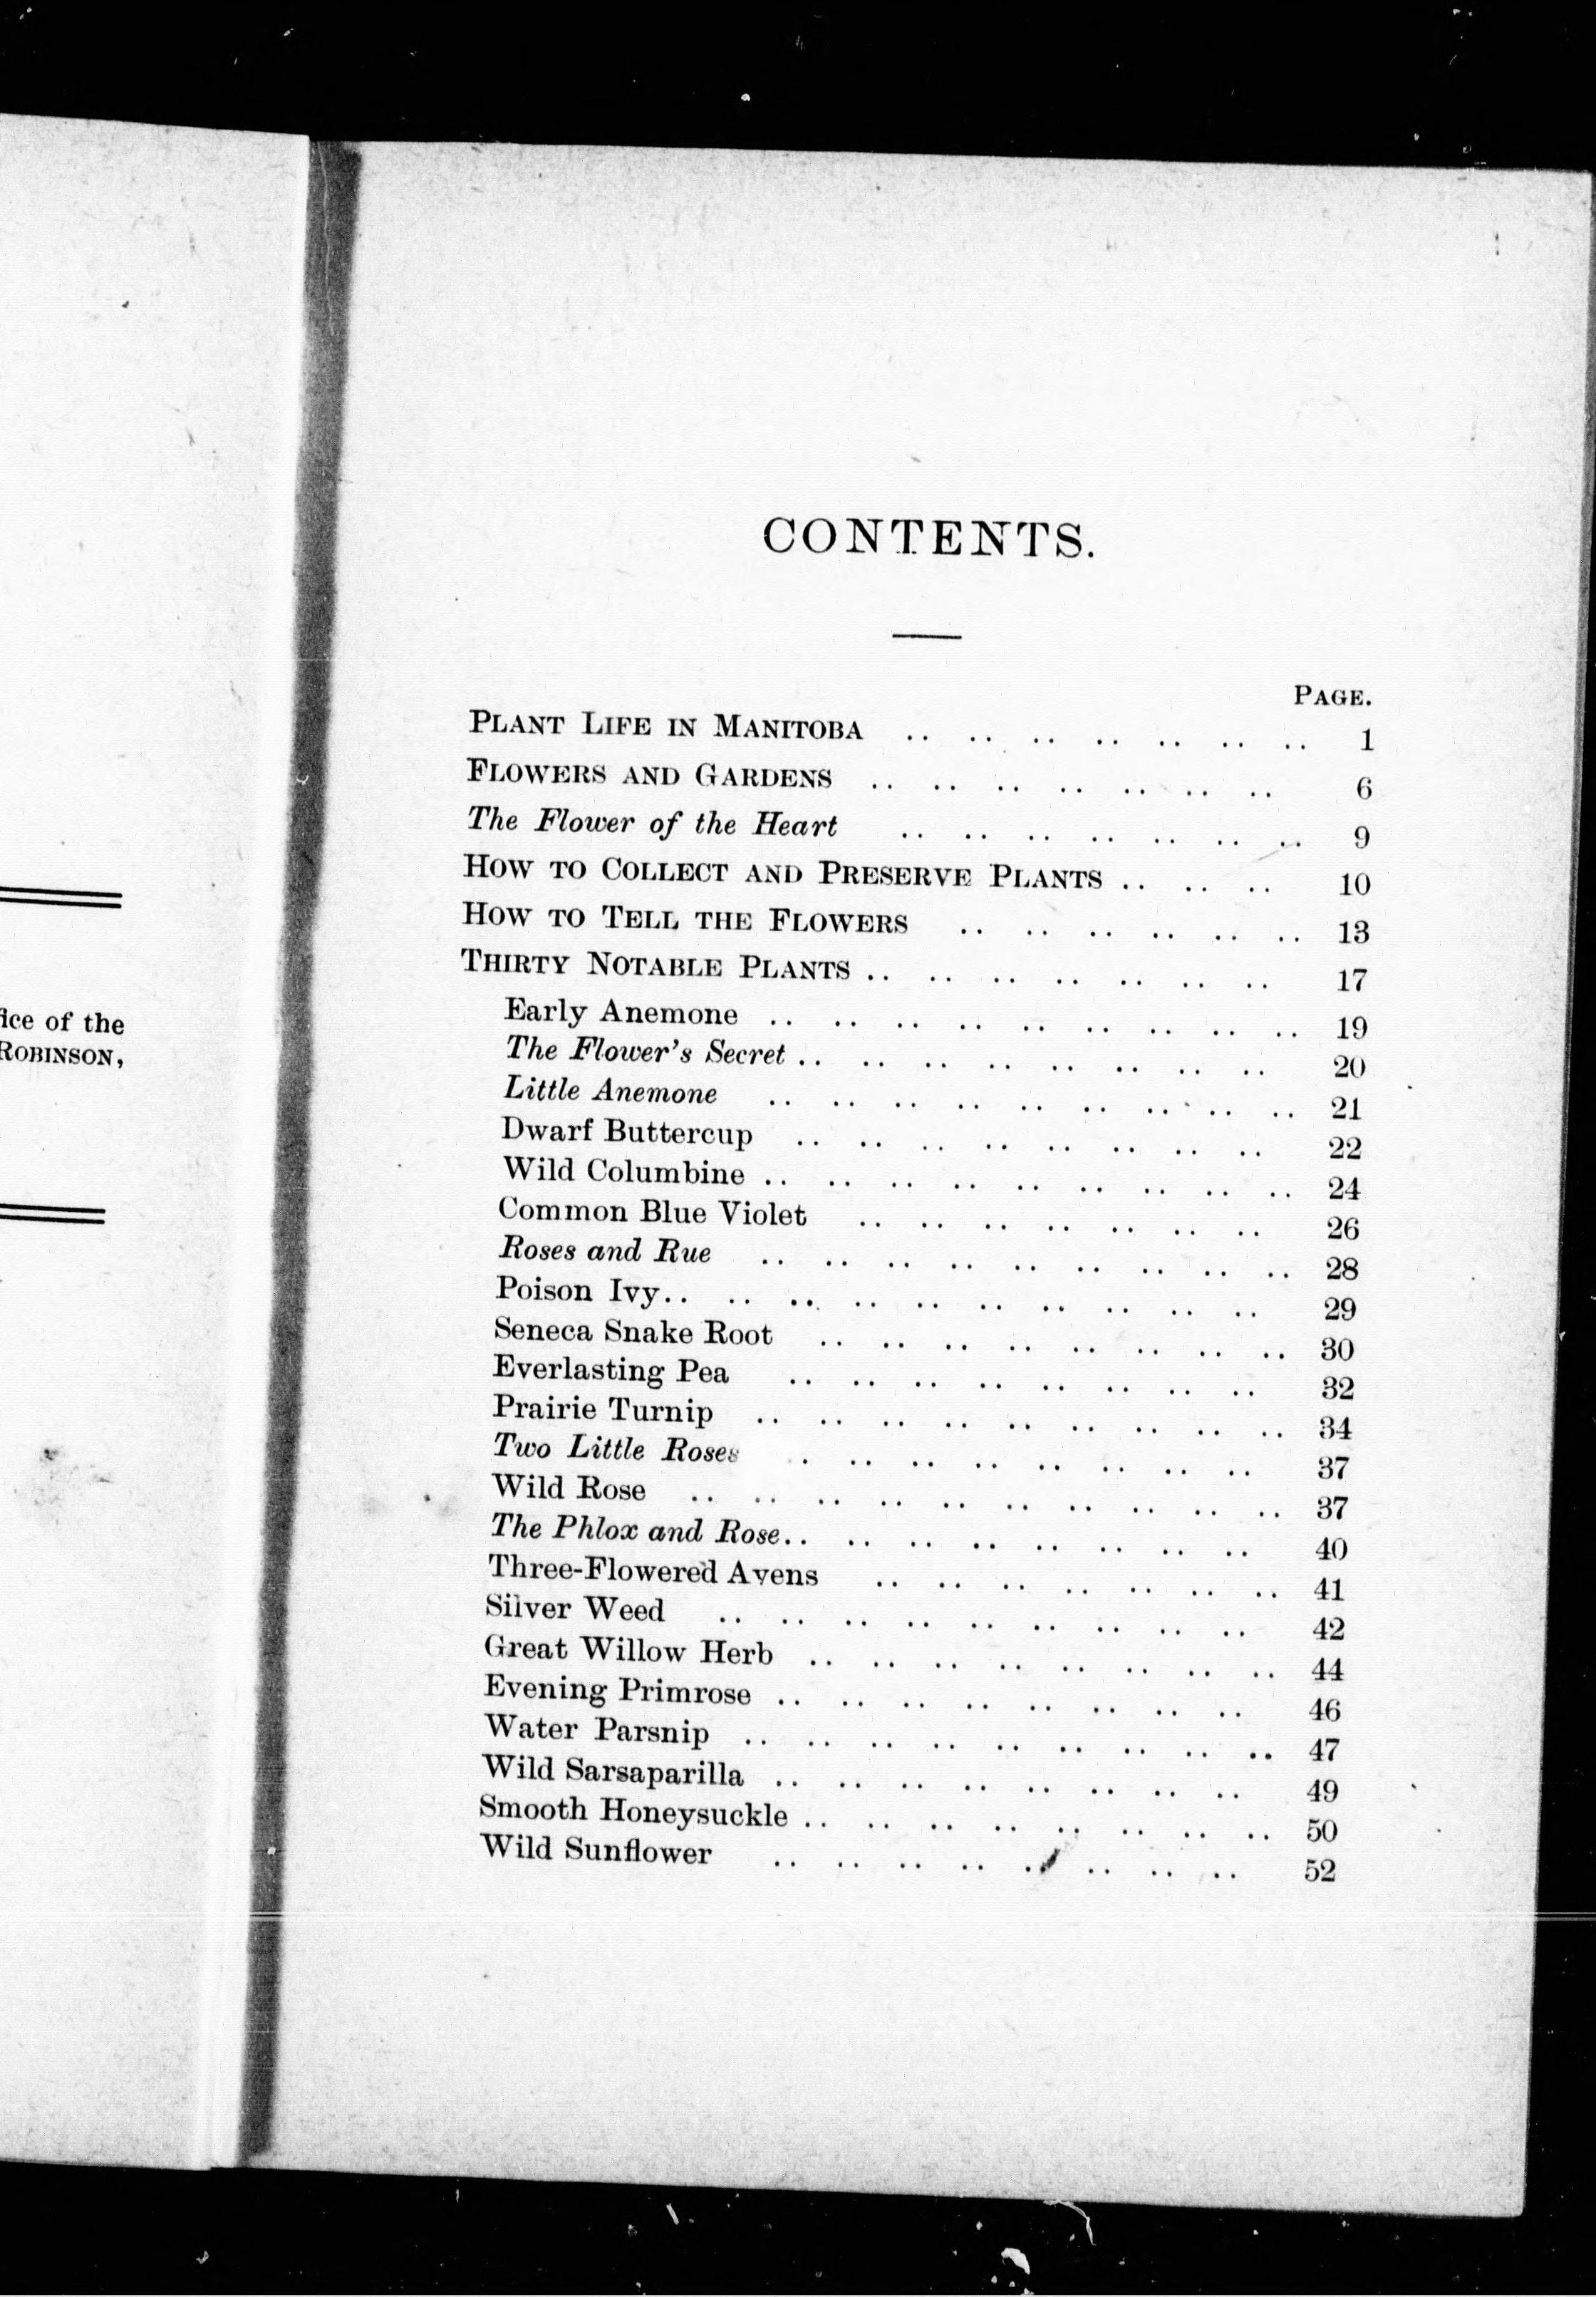 ice of the
ROBINSON,
CONTENTS.
PAGE.
PLANT LIFE IN MANITOBA .. .. .. .. .. .. .. 1
FLOWERS AND GARDENS .. .. .. .. .. .. .. 6
The Flower of the Heart .. .. .. .. .. .. .. 9
HOW TO COLLECT AND PRESERVE PLANTS .. .. .. 10
HOW TO TELL THE FLOWERS .. .. .. .. .. .. 13
THIRTY NOTABLE PLANTS .. .. .. .. .. .. .. 17
Early Anemone .. .. .. .. .. .. .. .. .. 19
The Flower's Secret .. .. .. .. .. .. .. .. 20
Little Anemone .. .. .. .. .. .. .. .. .. 21
Dwarf Buttercup .. .. .. .. .. .. .. .. 22
Wild Columbine .. .. .. .. .. .. .. .. .. 24
Common Blue Violet .. .. .. .. .. .. .. 26
Roses and Rue .. .. .. .. .. .. .. .. .. 28
Poison Ivy .. .. .. .. .. .. .. .. .. .. 29
Seneca Snake Root .. .. .. .. .. .. .. .. 30
Everlasting Pea .. .. .. .. .. .. .. .. 32
Prairie Turnip .. .. .. .. .. .. .. .. .. 34
Two Little Roses .. .. .. .. .. .. .. .. 37
Wild Rose .. .. .. .. .. .. .. .. .. .. 37
The Phlox and Rose .. .. .. .. .. .. .. .. 40
Three-Flowered Avens .. .. .. .. .. .. .. 41
Silver Weed .. .. .. .. .. .. .. .. .. 42
Great Willow Herb .. .. .. .. .. .. .. .. 44
Evening Primrose .. .. .. .. .. .. .. .. 46
Water Parsnip .. .. .. .. .. .. .. .. .. 47
Wild Sarsaparilla .. .. .. .. .. .. .. .. 49
Smooth Honeysuckle .. .. .. .. .. .. .. .. 50
Wild Sunflower .. .. .. .. .. .. .. .. 52